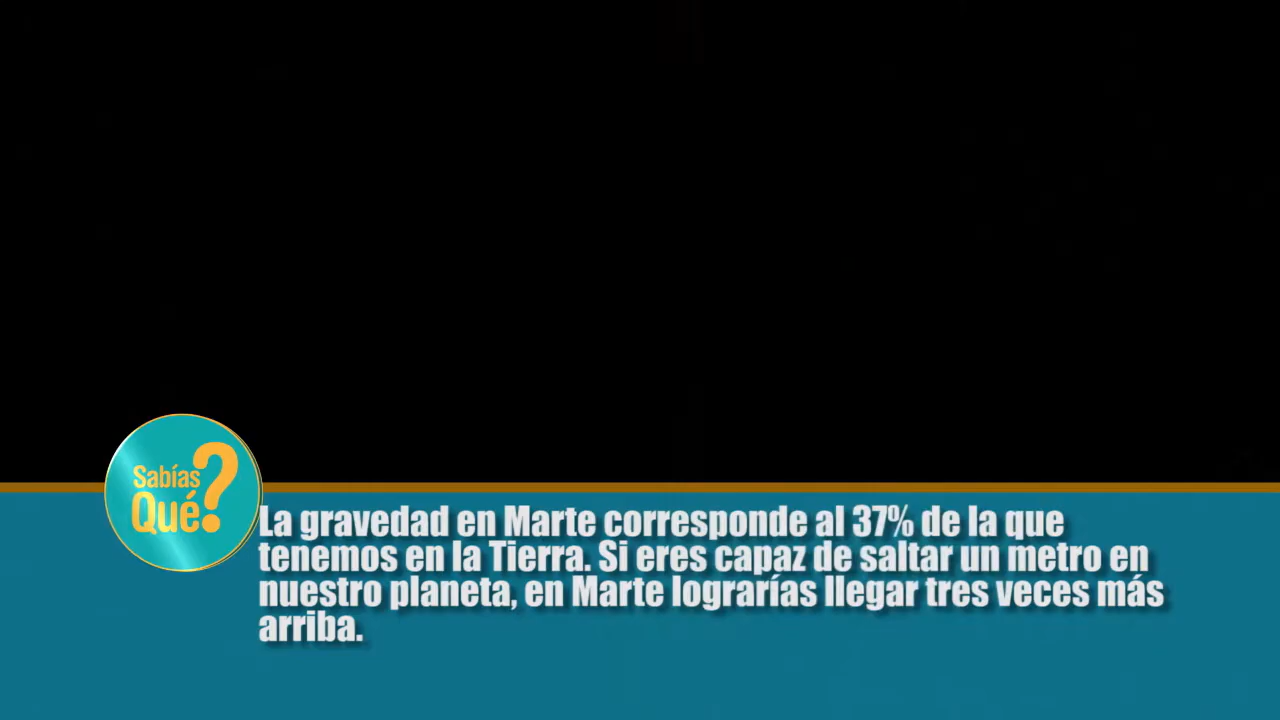 Sabías
Qué?
La gravedad en Marte corresponde al 37% de la que
tenemos en la Tierra. Si eres capaz de saltar un metro en
nuestro planeta, en Marte lograrías llegar tres veces más
arriba.